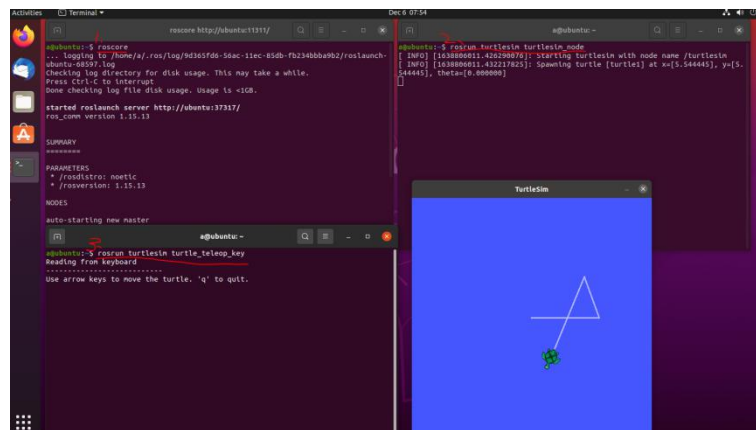 Activities
Terminal
Dec 6 07:54
roscore http://ubuntu:11311/
1
a@ubuntu:~$ roscore
... logging to /home/a/.ros/log/9d365fd6-56ac-11ec-85db-fb234bbba9b2/roslaunch-
ubuntu-68597.log
Checking log directory for disk usage. This may take a while.
Press Ctrl-C to interrupt
Done checking log file disk usage. Usage is <1GB.
started roslaunch server http://ubuntu:37317/
ros_comm version 1.15.13
SUMMARY
========
PARAMETERS
* /rosdistro: noetic
* /rosversion: 1.15.13
NODES
auto-starting new master
a@ubuntu: ~
2
a@ubuntu:~$ rosrun turtlesim turtlesim_node
[ INFO] [1638806011.426290076]: Starting turtlesim with node name /turtlesim
[ INFO] [1638806011.432217825]: Spawning turtle [turtle1] at x=[5.544445], y=[5.
544445], theta=[0.000000]
a@ubuntu: ~
3
a@ubuntu:~$ rosrun turtlesim turtle_teleop_key
Reading from keyboard
---------------------------
Use arrow keys to move the turtle. 'q' to quit.
TurtleSim